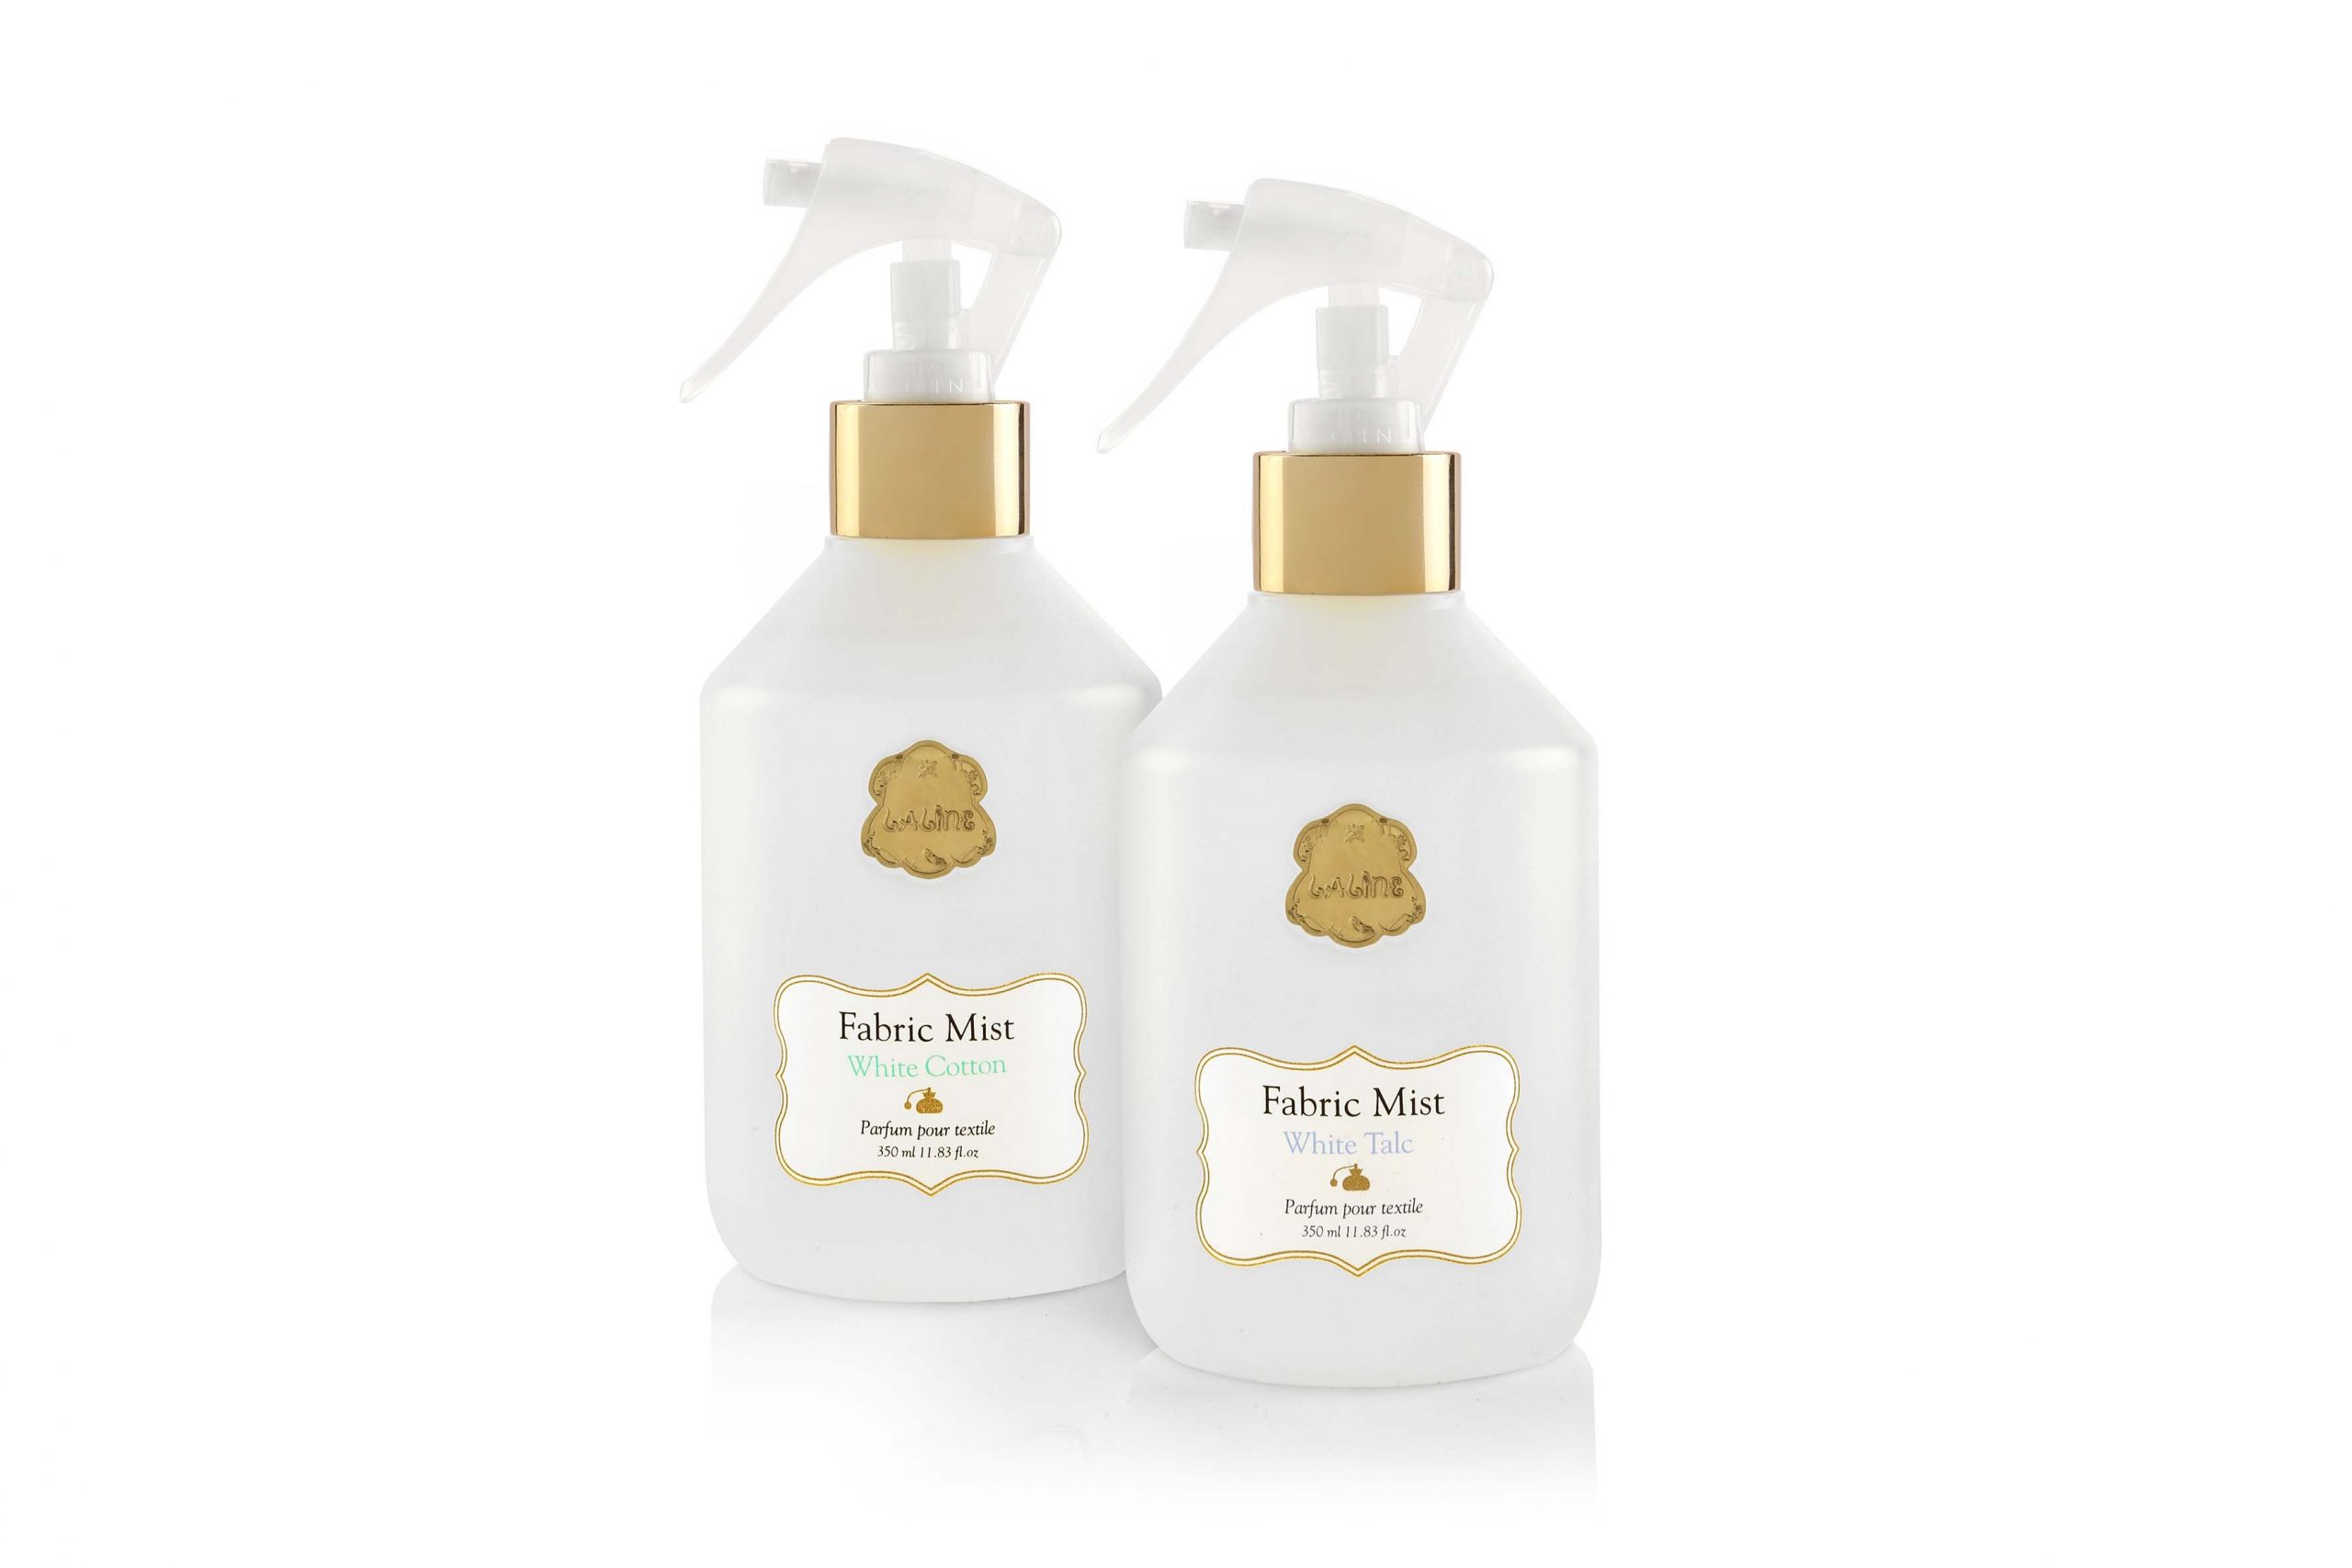 LALINE
Fabric Mist
White Cotton
Parfum pour textile
350 ml 11.83 fl.oz
LALINE
Fabric Mist
White Talc
Parfum pour textile
350 ml 11.83 fl.oz